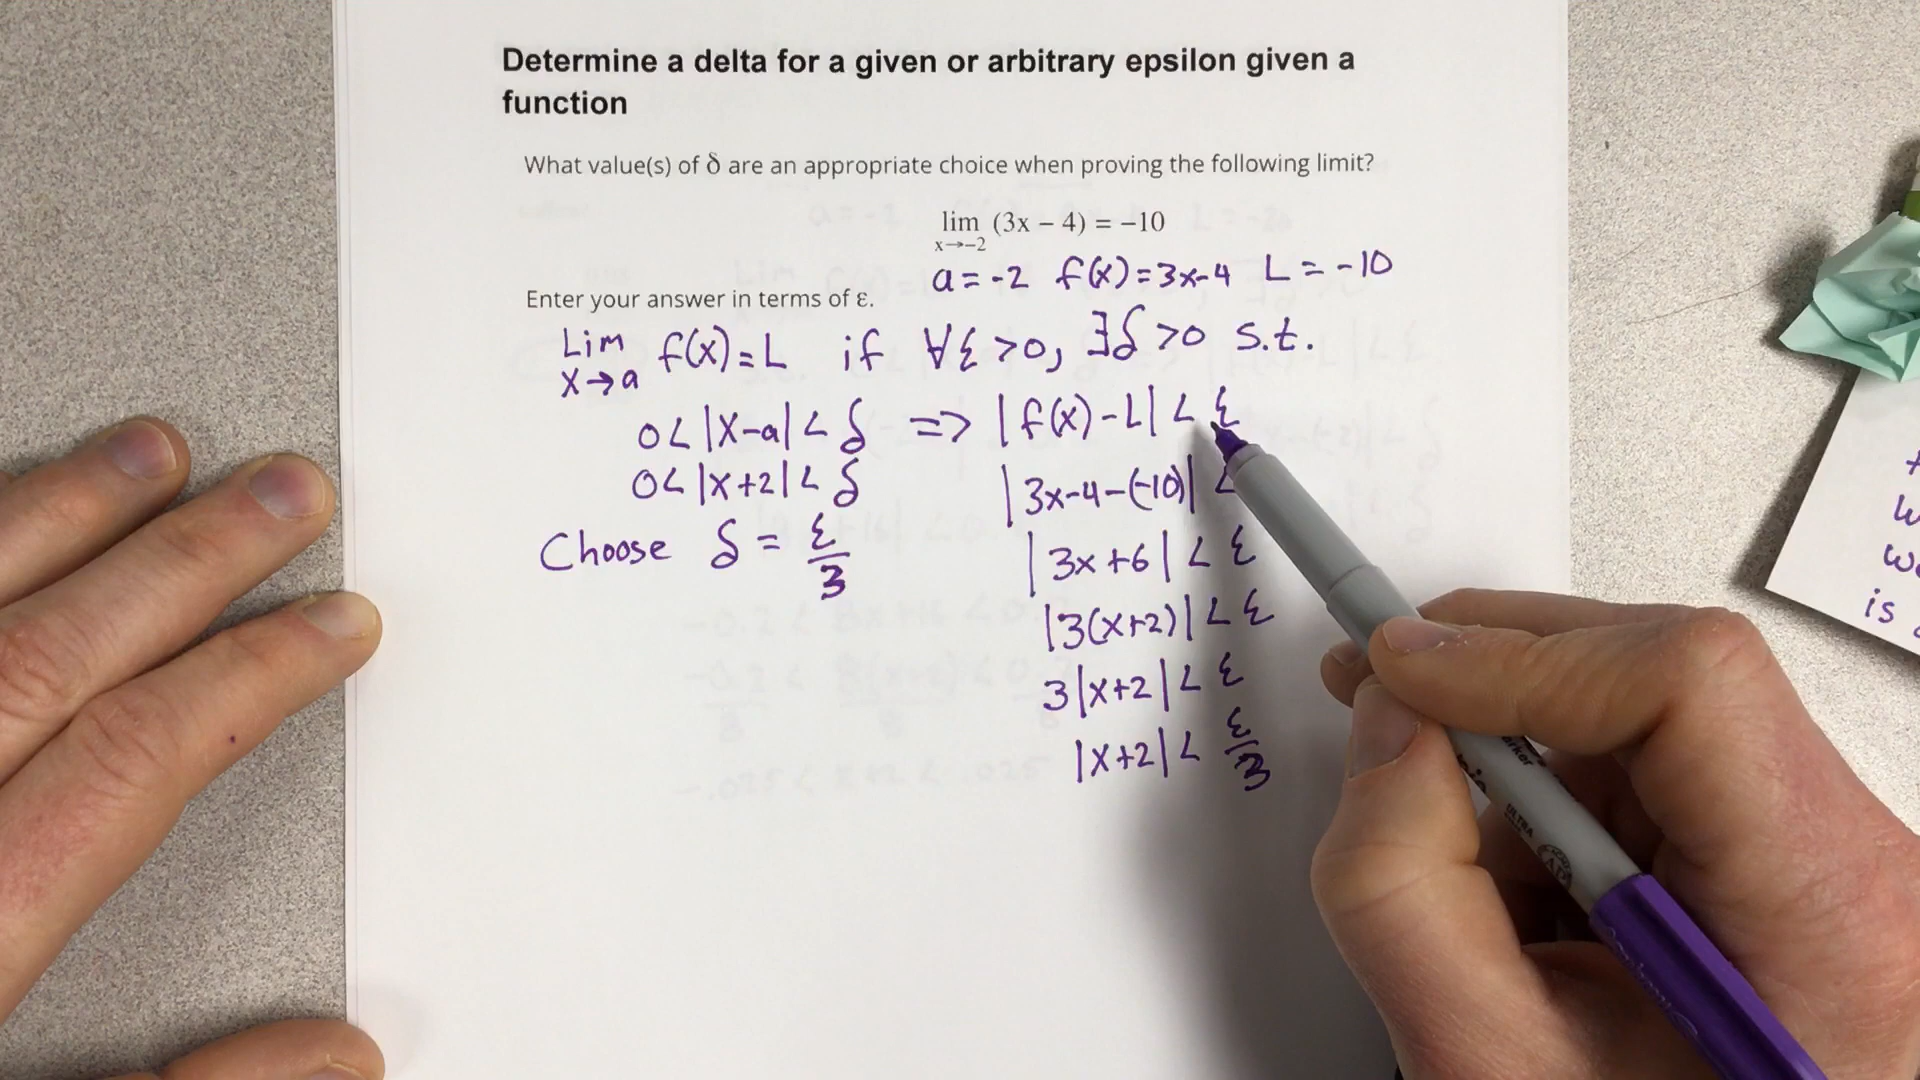 Determine a delta for a given or arbitrary epsilon given a
function
What value(s) of δ are an appropriate choice when proving the following limit?
lim (3x – 4) = –10
x→–2
a = -2 f(x) = 3x-4 L = -10
Enter your answer in terms of ε.
Lim f(x) = L if ∀ε >0, ∃δ >0 s.t.
x→a
0 < |x-a| < δ => |f(x) - L| < ε
0 < |x+2| < δ |3x-4-(-10)| <
Choose δ = ε/3 |3x+6| < ε
|3(x+2)| < ε
3|x+2| < ε
|x+2| < ε/3
is
ULTRA